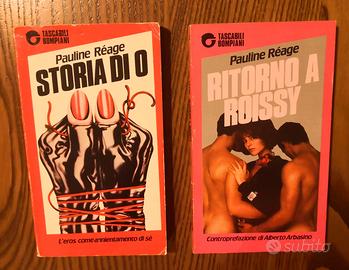 TASCABILI
BOMPIANI
Pauline Réage
STORIA DI O
L'eros come annientamento di sé
TASCABILI
BOMPIANI
Pauline Réage
RITORNO A
ROISSY
Controprefazione di Alberto Arbasino
subito